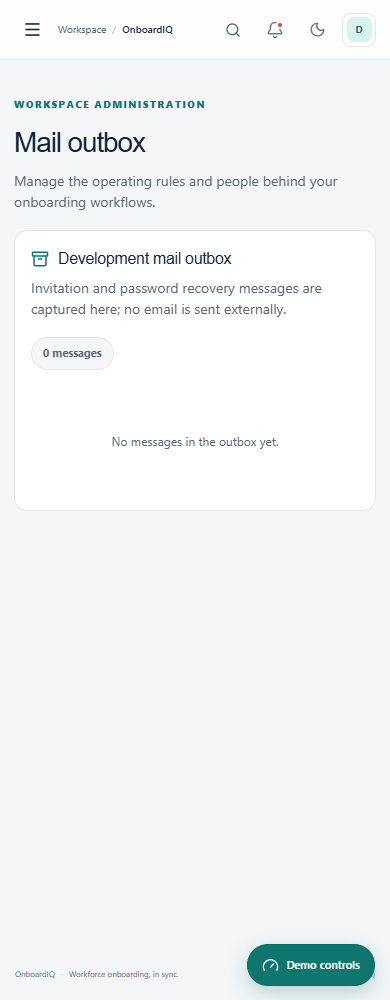 Workspace / OnboardIQ
D
WORKSPACE ADMINISTRATION
Mail outbox
Manage the operating rules and people behind your
onboarding workflows.
Development mail outbox
Invitation and password recovery messages are
captured here; no email is sent externally.
0 messages
No messages in the outbox yet.
OnboardIQ · Workforce onboarding, in sync.
Demo controls